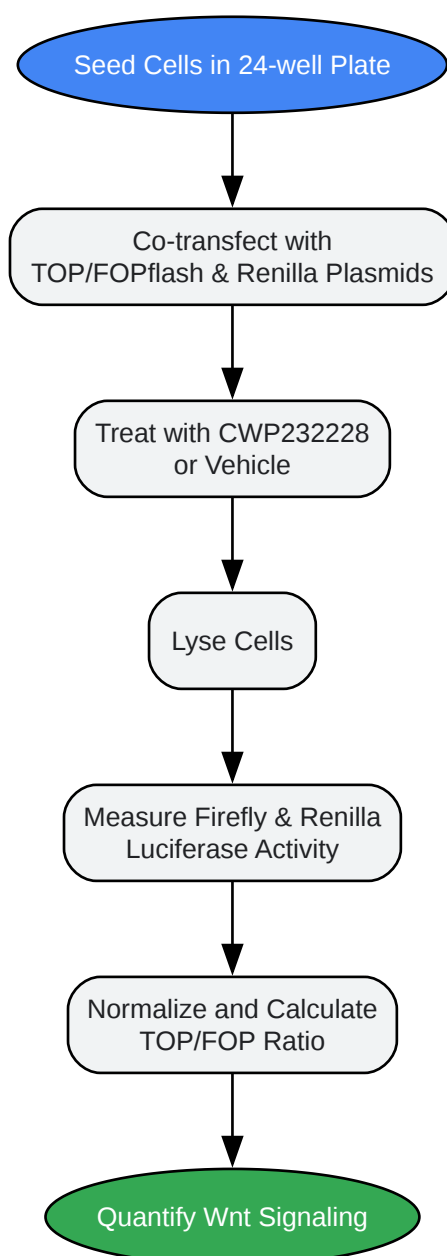 Seed Cells in 24-well Plate
Co-transfect with
TOP/FOPflash & Renilla Plasmids
Treat with CWP232228
or Vehicle
Lyse Cells
Measure Firefly & Renilla
Luciferase Activity
Normalize and Calculate
TOP/FOP Ratio
Quantify Wnt Signaling